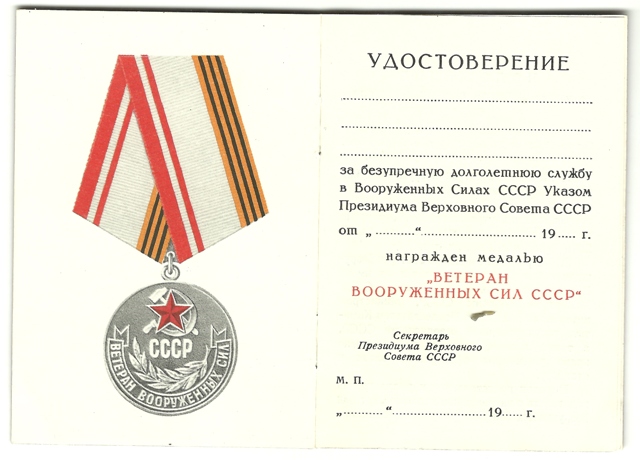 СССР
ВЕТЕРАН ВООРУЖЕННЫХ СИЛ
УДОСТОВЕРЕНИЕ
за безупречную долголетнюю службу
в Вооруженных Силах СССР Указом
Президиума Верховного Совета СССР
от „ ..........“.............................. 19..... г.
награжден медалью
„ВЕТЕРАН
ВООРУЖЕННЫХ СИЛ СССР“
Секретарь
Президиума Верховного
Совета СССР
М. П.
„..........“........................ 19...... г.